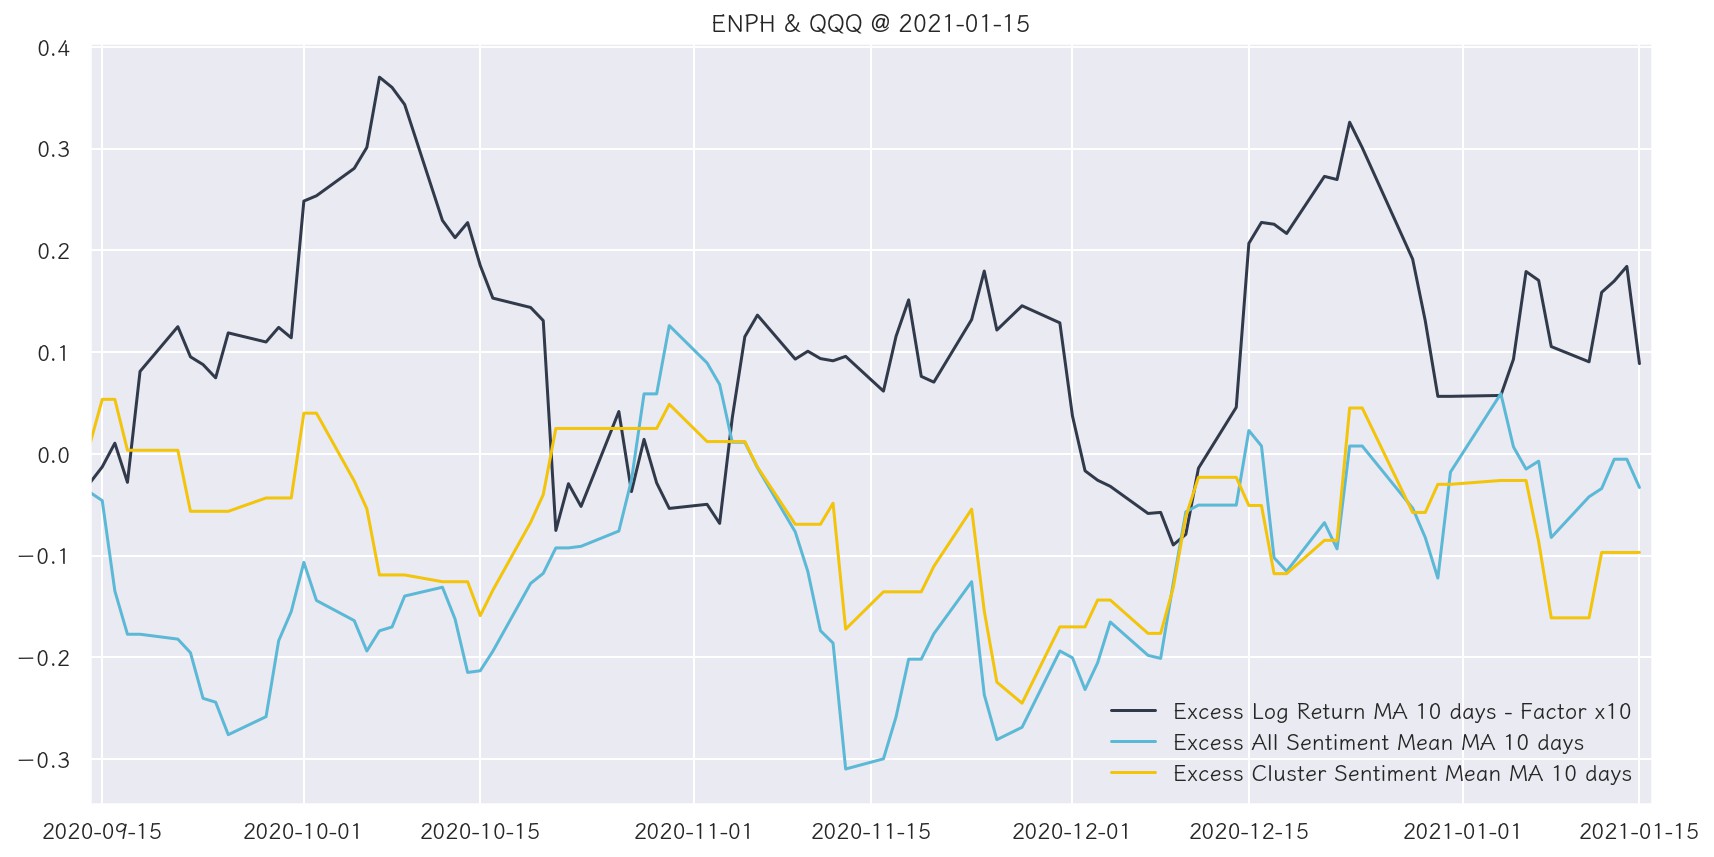 ENPH & QQQ @ 2021-01-15
0.4
0.3
0.2
0.1
0.0
−0.1
−0.2
−0.3
Excess Log Return MA 10 days - Factor x10
Excess All Sentiment Mean MA 10 days
Excess Cluster Sentiment Mean MA 10 days
2020-09-15 2020-10-01 2020-10-15 2020-11-01 2020-11-15 2020-12-01 2020-12-15 2021-01-01 2021-01-15